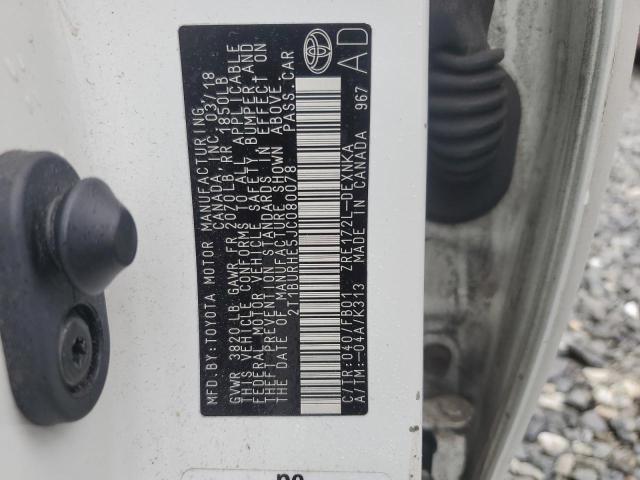 MFD.BY:TOYOTA MOTOR MANUFACTURING,
CANADA, INC. 03/18
GVWR 3820LB GAWR FR 2070LB RR 1850LB
THIS VEHICLE CONFORMS TO ALL APPLICABLE
FEDERAL MOTOR VEHICLE SAFETY, BUMPER, AND
THEFT PREVENTION STANDARDS IN EFFECT ON
THE DATE OF MANUFACTURE SHOWN ABOVE.
2T1BURHE5JC080078 PASS.CAR
C/TR:040/FB01 ZRE172L-DEXNKA
A/TM:-04A/K313 MADE IN CANADA 967
AD